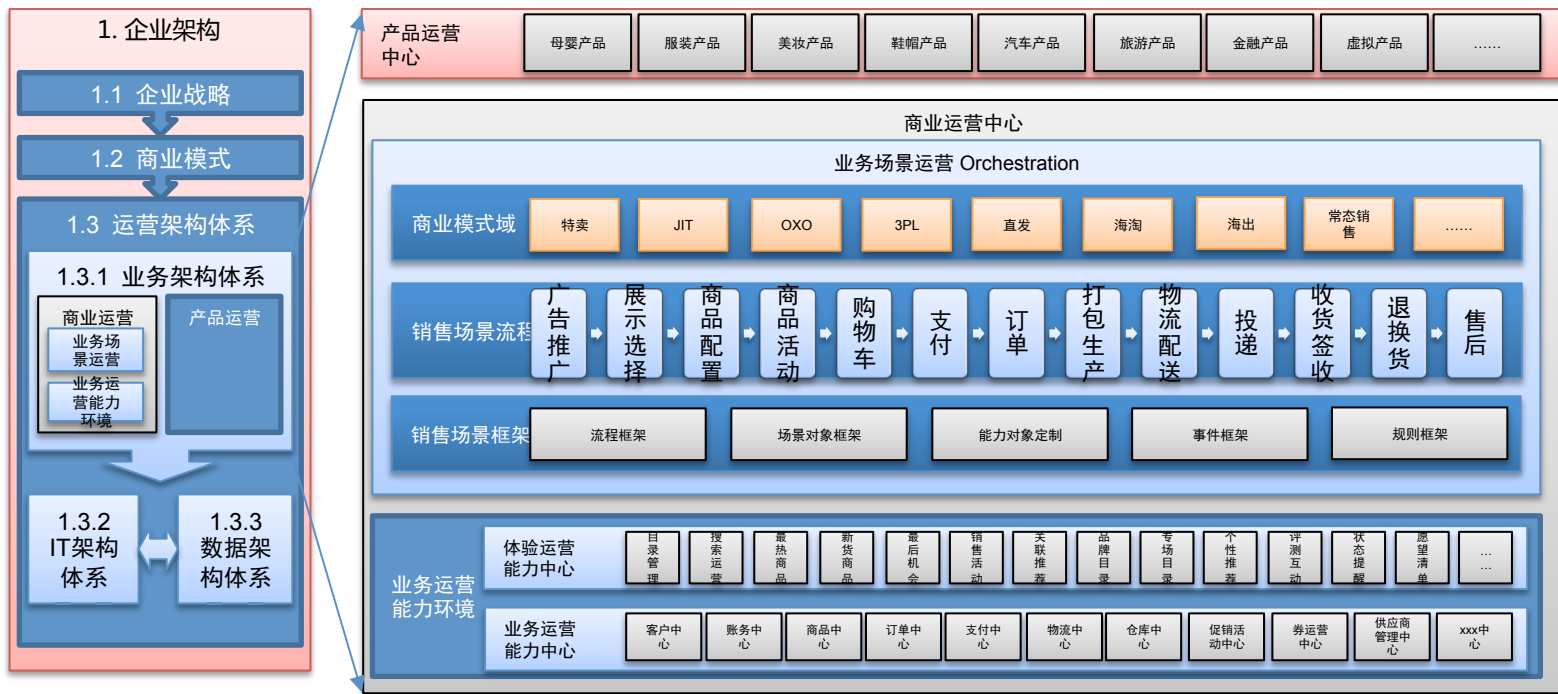 1. 企业架构
1.1 企业战略
1.2 商业模式
1.3 运营架构体系
1.3.1 业务架构体系
商业运营
业务场
景运营
业务运
营能力
环境
产品运营
1.3.2
IT架构
体系
1.3.3
数据架
构体系
产品运营
中心
母婴产品
服装产品
美妆产品
鞋帽产品
汽车产品
旅游产品
金融产品
虚拟产品
……
商业运营中心
业务场景运营 Orchestration
商业模式域
特卖
JIT
OXO
3PL
直发
海淘
海出
常态销
售
……
销售场景流程
广告推广
展示选择
商品配置
商品活动
购物车
支付
订单
打包生产
物流配送
投递
收货签收
退换货
售后
销售场景框架
流程框架
场景对象框架
能力对象定制
事件框架
规则框架
业务运营
能力环境
体验运营
能力中心
目录管理
搜索运营
最热商品
新货商品
最后机会
销售活动
关联推荐
品牌目录
专场目录
个性推荐
评测互动
状态提醒
愿望清单
……
业务运营
能力中心
客户中
心
账务中
心
商品中
心
订单中
心
支付中
心
物流中
心
仓库中
心
促销活
动中心
券运营
中心
供应商
管理中
心
xxx中
心